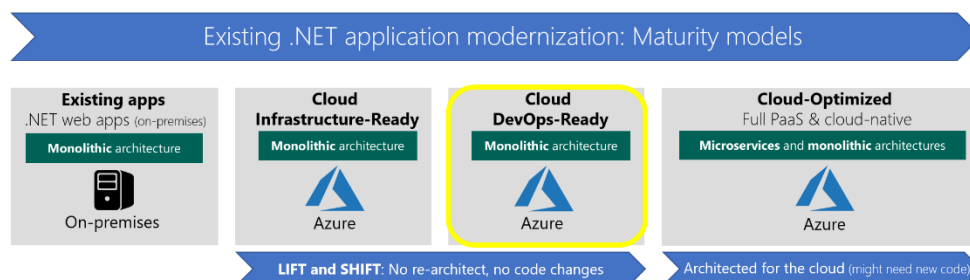 Existing .NET application modernization: Maturity models
Existing apps
.NET web apps (on-premises)
Monolithic architecture
On-premises
Cloud
Infrastructure-Ready
Monolithic architecture
Azure
Cloud
DevOps-Ready
Monolithic architecture
Azure
Cloud-Optimized
Full PaaS & cloud-native
Microservices and monolithic architectures
Azure
LIFT and SHIFT: No re-architect, no code changes
Architected for the cloud (might need new code)